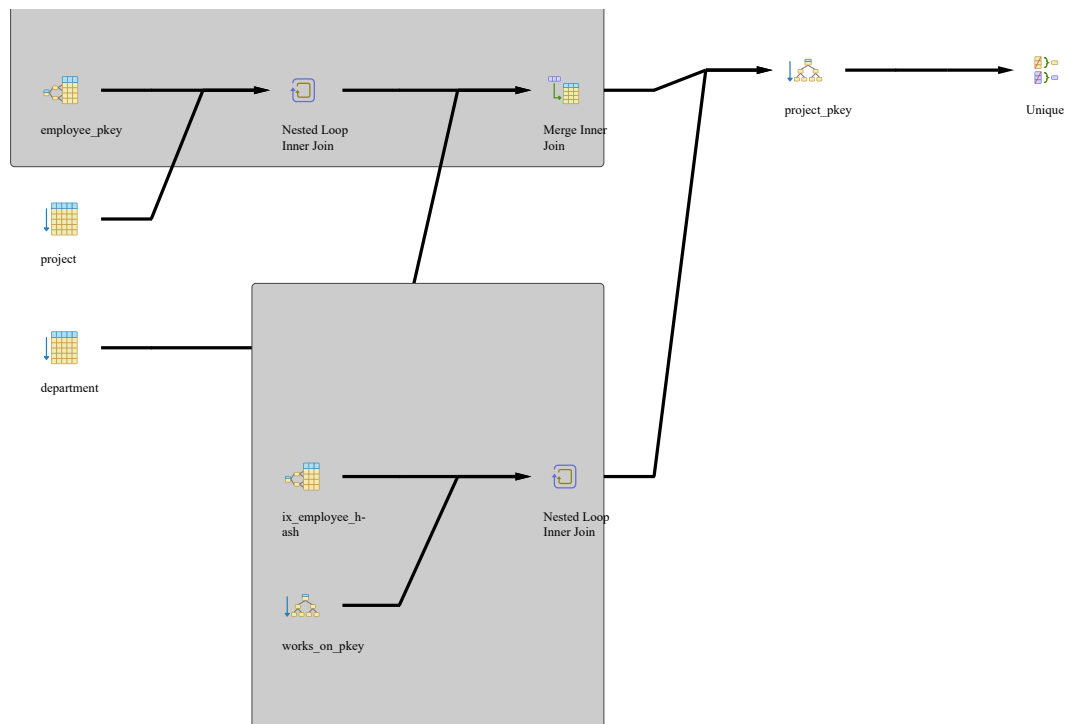 employee_pkey
Nested Loop
Inner Join
Merge Inner
Join
project_pkey
Unique
project
department
ix_employee_h-
ash
Nested Loop
Inner Join
works_on_pkey